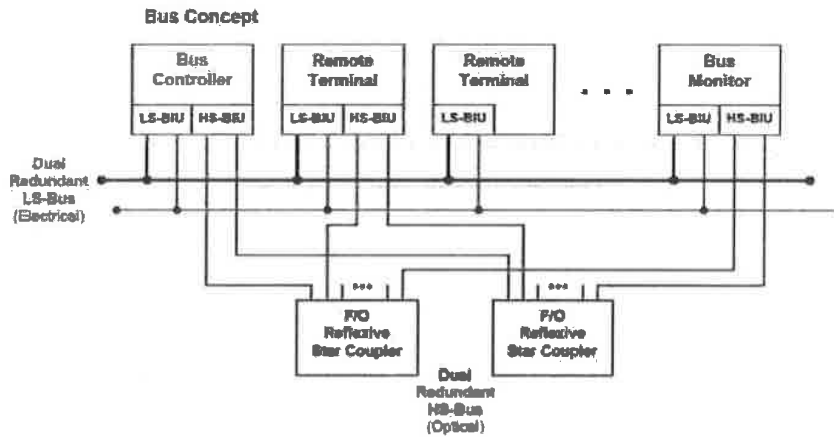 Bus Concept
Bus
Controller
LS-BIU
HS-BIU
Remote
Terminal
LS-BIU
HS-BIU
Remote
Terminal
LS-BIU
• • •
Bus
Monitor
LS-BIU
HS-BIU
Dual
Redundant
LS-Bus
(Electrical)
•••
F/O
Reflexive
Star Coupler
•••
F/O
Reflexive
Star Coupler
Dual
Redundant
HS-Bus
(Optical)